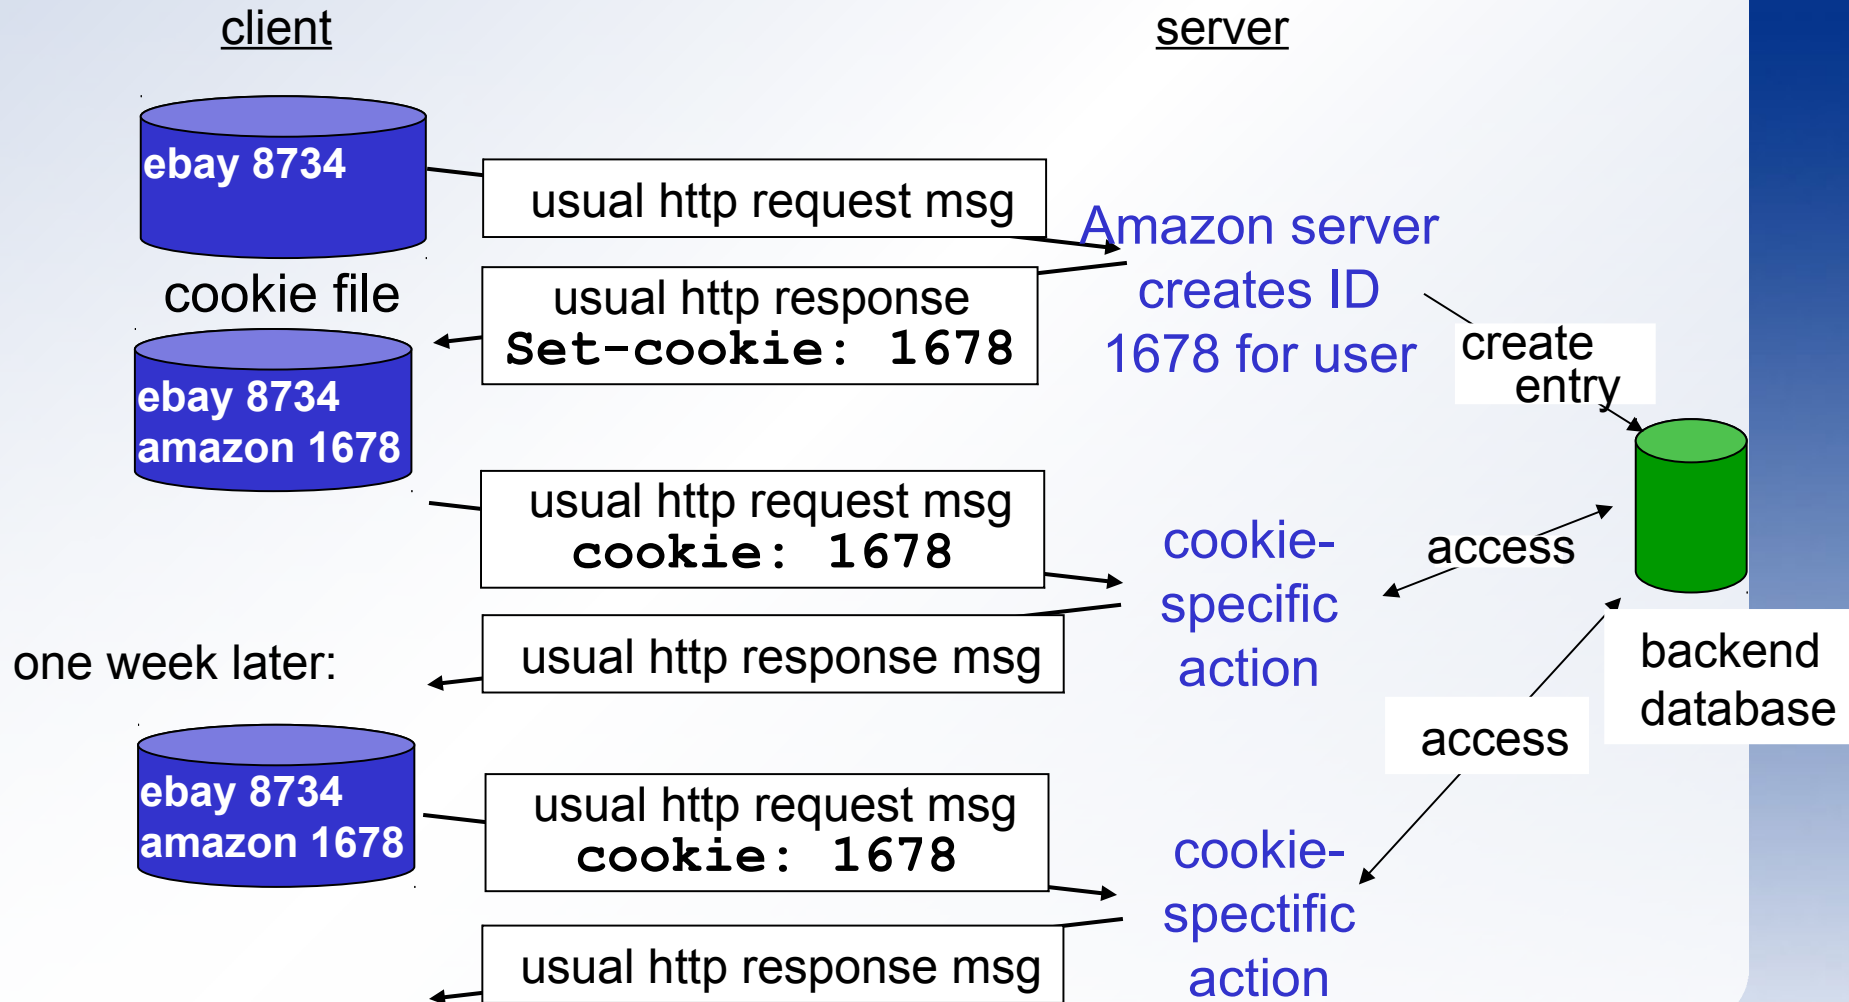 client
server
ebay 8734
usual http request msg
Amazon server
creates ID
1678 for user
cookie file
usual http response
Set-cookie: 1678
create
entry
ebay 8734
amazon 1678
usual http request msg
cookie: 1678
cookie-
specific
action
access
usual http response msg
one week later:
backend
database
access
ebay 8734
amazon 1678
usual http request msg
cookie: 1678
cookie-
spectific
action
usual http response msg